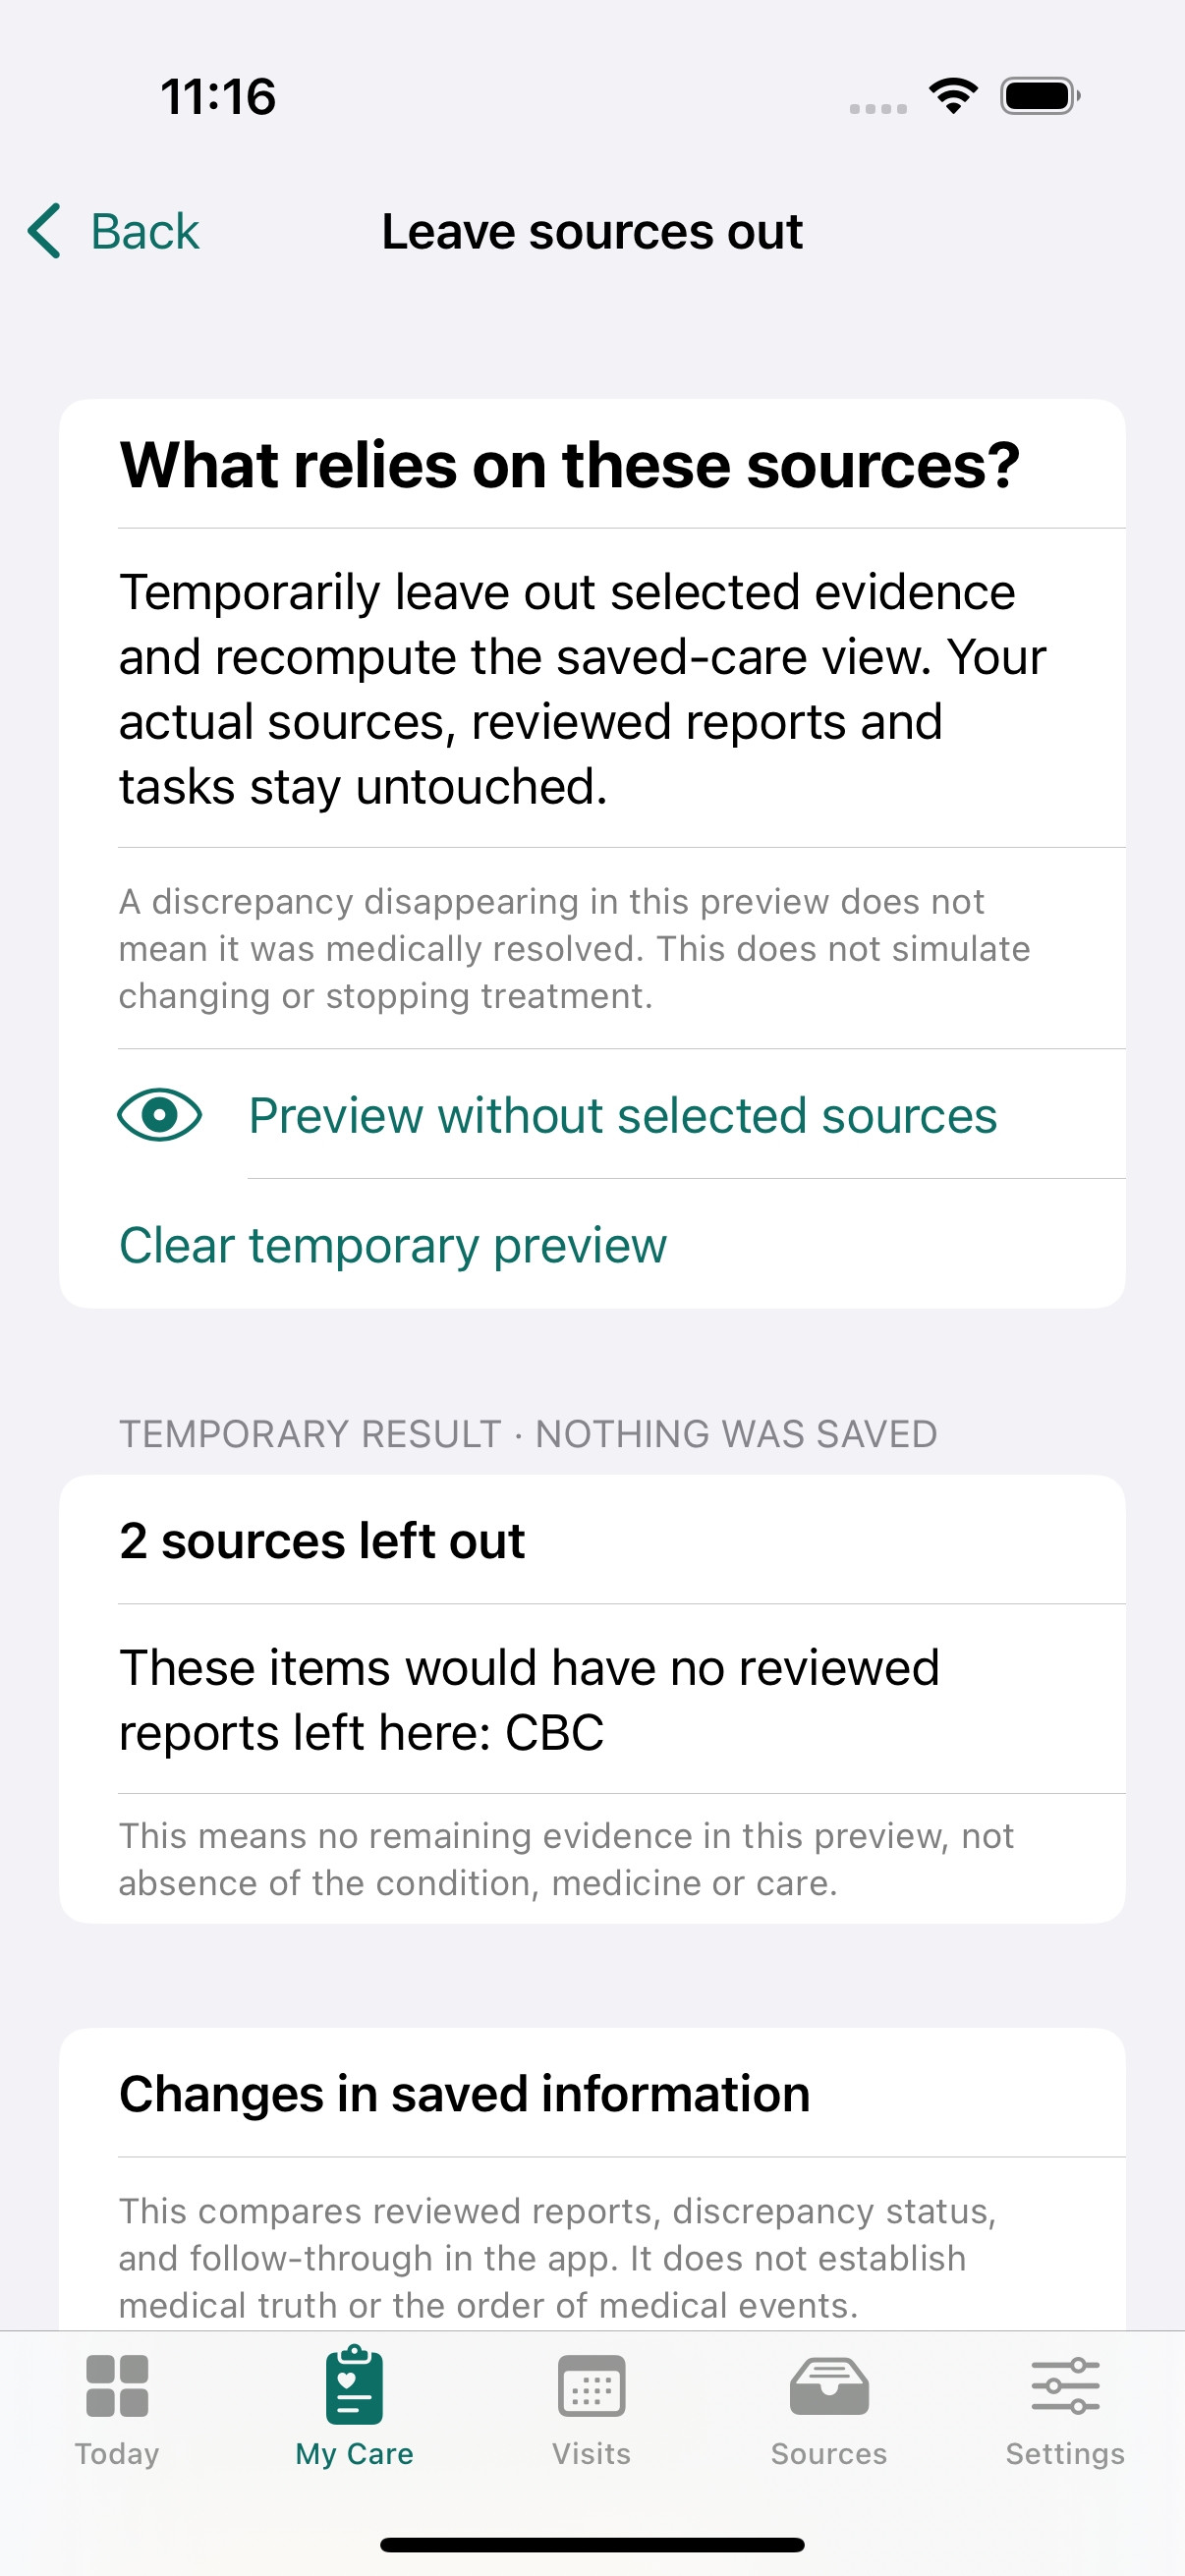 11:16
Back
Leave sources out
What relies on these sources?
Temporarily leave out selected evidence
and recompute the saved-care view. Your
actual sources, reviewed reports and
tasks stay untouched.
A discrepancy disappearing in this preview does not
mean it was medically resolved. This does not simulate
changing or stopping treatment.
Preview without selected sources
Clear temporary preview
TEMPORARY RESULT · NOTHING WAS SAVED
2 sources left out
These items would have no reviewed
reports left here: CBC
This means no remaining evidence in this preview, not
absence of the condition, medicine or care.
Changes in saved information
This compares reviewed reports, discrepancy status,
and follow-through in the app. It does not establish
medical truth or the order of medical events.
Today
My Care
Visits
Sources
Settings